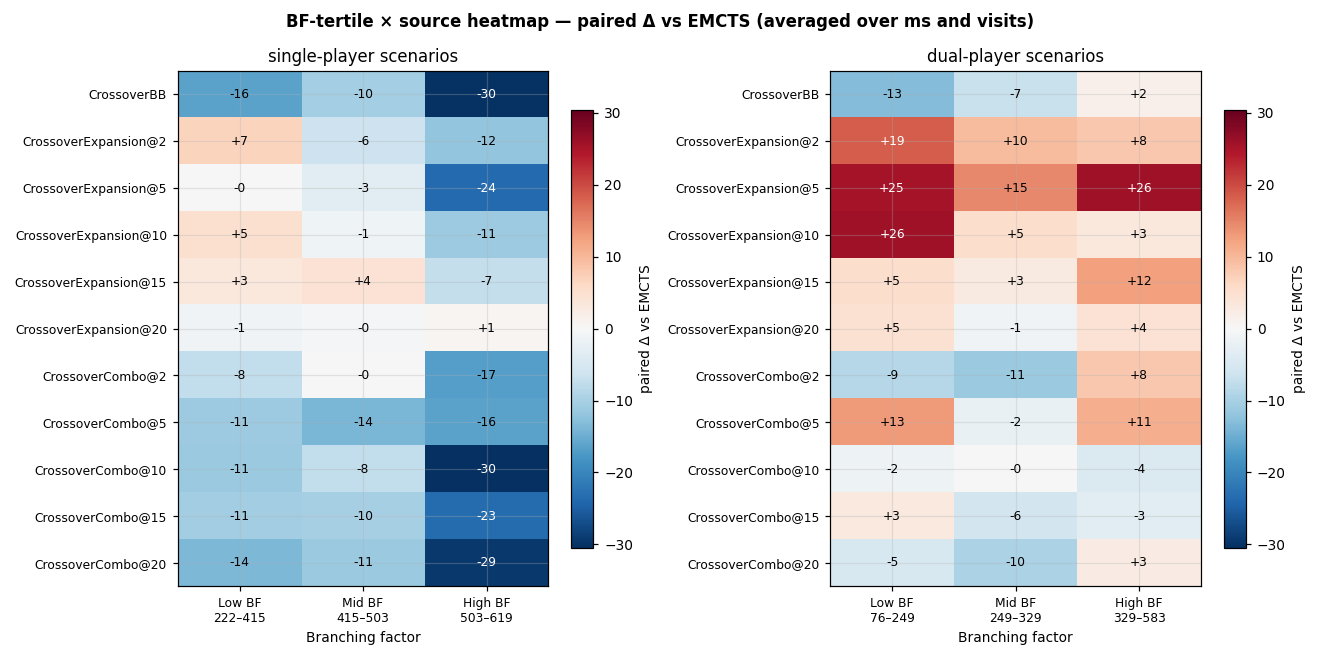 BF-tertile × source heatmap — paired Δ vs EMCTS (averaged over ms and visits)
single-player scenarios
CrossoverBB -16 -10 -30
CrossoverExpansion@2 +7 -6 -12
CrossoverExpansion@5 -0 -3 -24
CrossoverExpansion@10 +5 -1 -11
CrossoverExpansion@15 +3 +4 -7
CrossoverExpansion@20 -1 -0 +1
CrossoverCombo@2 -8 -0 -17
CrossoverCombo@5 -11 -14 -16
CrossoverCombo@10 -11 -8 -30
CrossoverCombo@15 -11 -10 -23
CrossoverCombo@20 -14 -11 -29
Low BF Mid BF High BF
222–415 415–503 503–619
Branching factor
30
20
10
0
−10
−20
−30
paired Δ vs EMCTS
dual-player scenarios
CrossoverBB -13 -7 +2
CrossoverExpansion@2 +19 +10 +8
CrossoverExpansion@5 +25 +15 +26
CrossoverExpansion@10 +26 +5 +3
CrossoverExpansion@15 +5 +3 +12
CrossoverExpansion@20 +5 -1 +4
CrossoverCombo@2 -9 -11 +8
CrossoverCombo@5 +13 -2 +11
CrossoverCombo@10 -2 -0 -4
CrossoverCombo@15 +3 -6 -3
CrossoverCombo@20 -5 -10 +3
Low BF Mid BF High BF
76–249 249–329 329–583
Branching factor
30
20
10
0
−10
−20
−30
paired Δ vs EMCTS